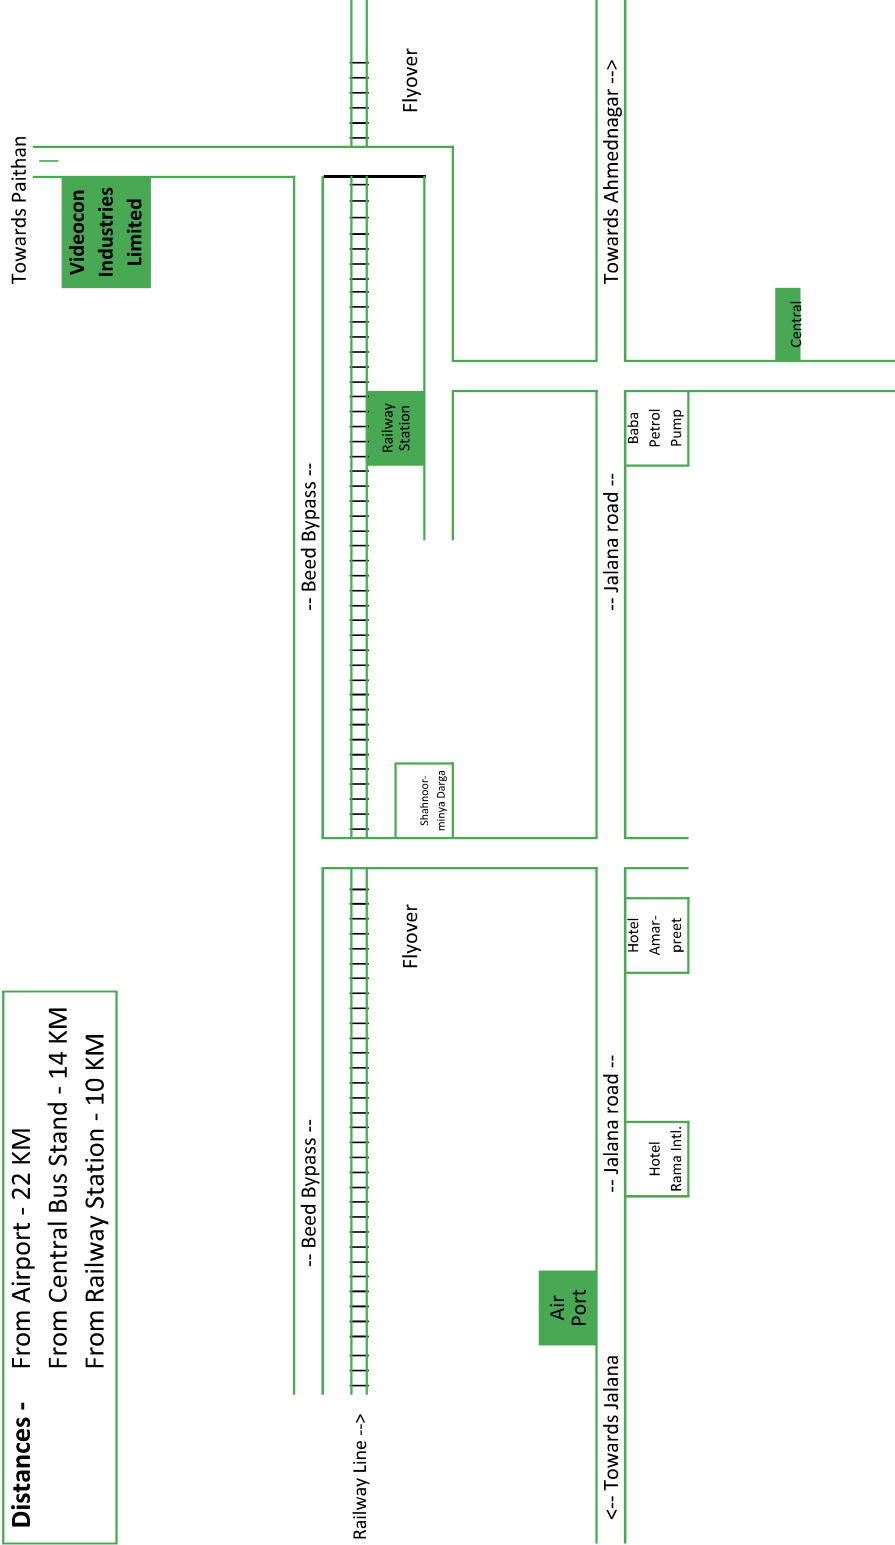 Distances -
From Airport - 22 KM
From Central Bus Stand - 14 KM
From Railway Station - 10 KM
Towards Paithan
Videocon
Industries
Limited
-- Beed Bypass --
-- Beed Bypass --
Railway Line -->
Flyover
Shahnoor-
minya Darga
Railway
Station
Flyover
Air
Port
<-- Towards Jalana
-- Jalana road --
-- Jalana road --
Towards Ahmednagar -->
Hotel
Rama Intl.
Hotel
Amar-
preet
Baba
Petrol
Pump
Central